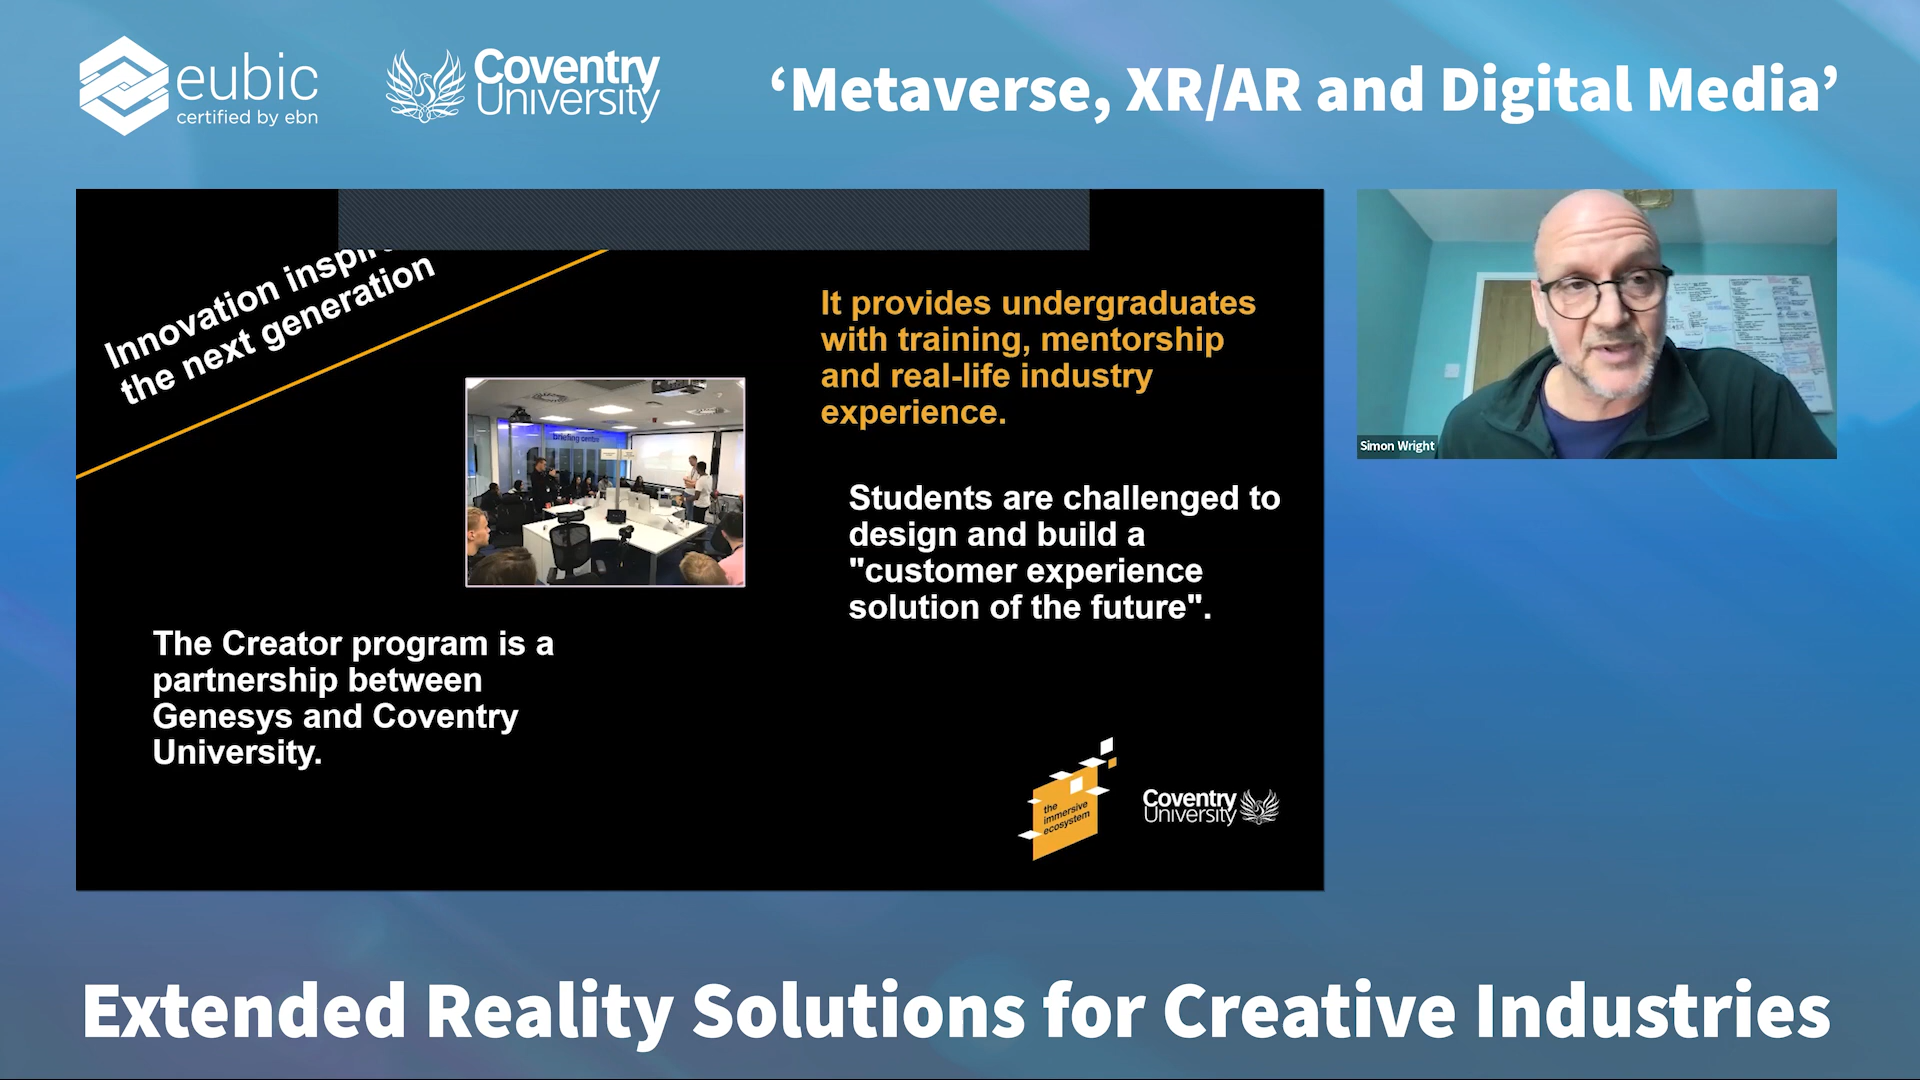 eubic
certified by ebn
Coventry
University
‘Metaverse, XR/AR and Digital Media’
Innovation
the next generation
It provides undergraduates
with training, mentorship
and real-life industry
experience.
briefing centre
Students are challenged to
design and build a
"customer experience
solution of the future".
The Creator program is a
partnership between
Genesys and Coventry
University.
the
immersive
ecosystem
Coventry
University
Simon Wright
Extended Reality Solutions for Creative Industries